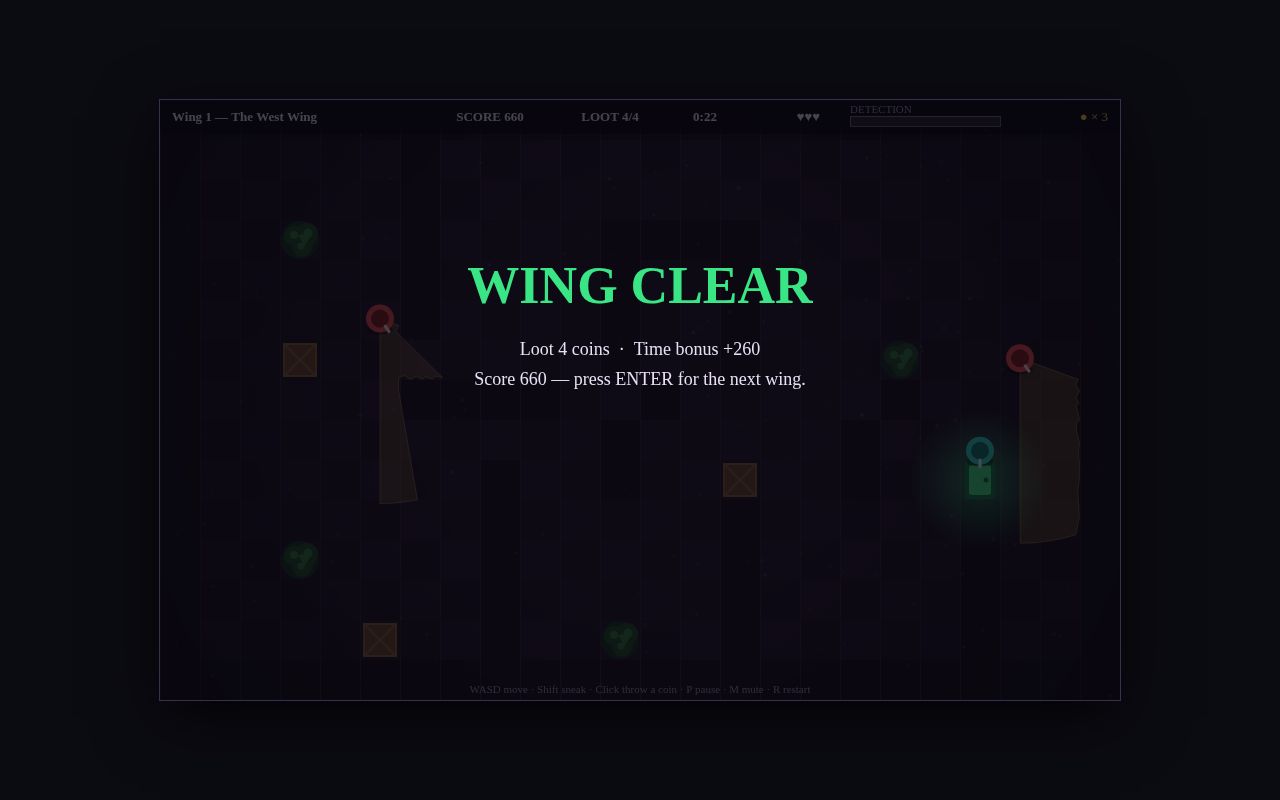 Wing 1 — The West Wing SCORE 660 LOOT 4/4 0:22 ♥♥♥ DETECTION ● × 3
WING CLEAR
Loot 4 coins · Time bonus +260
Score 660 — press ENTER for the next wing.
WASD move · Shift sneak · Click throw a coin · P pause · M mute · R restart